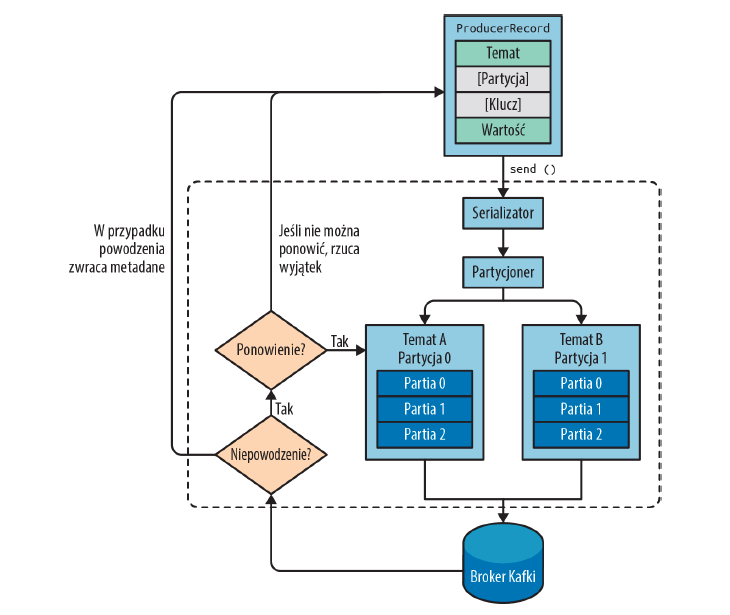 ProducerRecord
Temat
[Partycja]
[Klucz]
Wartość
send ()
Serializator
Partycjoner
W przypadku
powodzenia
zwraca metadane
Jeśli nie można
ponowić, rzuca
wyjątek
Ponowienie?
Tak
Temat A
Partycja 0
Partia 0
Partia 1
Partia 2
Temat B
Partycja 1
Partia 0
Partia 1
Partia 2
Tak
Niepowodzenie?
Broker Kafki